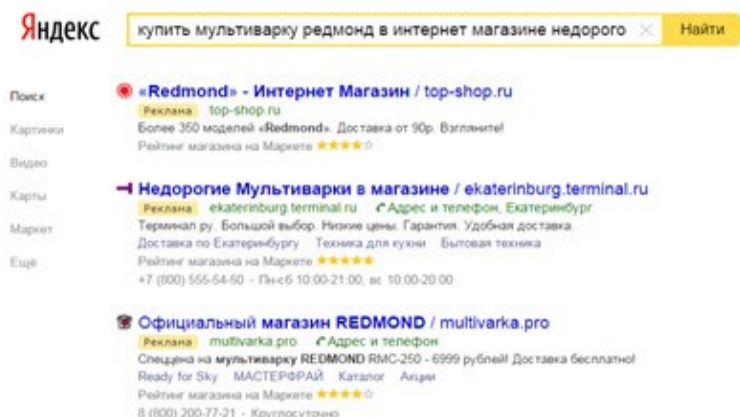 Яндекс
купить мультиварку редмонд в интернет магазине недорого
Найти
Поиск
Картинки
Видео
Карты
Маркет
Ещё
«Redmond» - Интернет Магазин / top-shop.ru
Реклама top-shop.ru
Более 350 моделей «Redmond». Доставка от 90р. Взгляните!
Рейтинг магазина на Маркете
Недорогие Мультиварки в магазине / ekaterinburg.terminal.ru
Реклама ekaterinburg.terminal.ru Адрес и телефон, Екатеринбург
Терминал.ру. Большой выбор. Низкие цены. Гарантия. Удобная доставка.
Доставка по Екатеринбургу Техника для кухни Бытовая техника
Рейтинг магазина на Маркете
+7 (800) 555-54-50 - Пн-сб 10:00-21:00, вс 10:00-20:00
Официальный магазин REDMOND / multivarka.pro
Реклама multivarka.pro Адрес и телефон
Спеццена на мультиварку REDMOND RMC-250 - 6999 рублей! Доставка бесплатно!
Ready for Sky МАСТЕРФРАЙ Каталог Акции
Рейтинг магазина на Маркете
8 (800) 200-77-21 - Круглосуточно